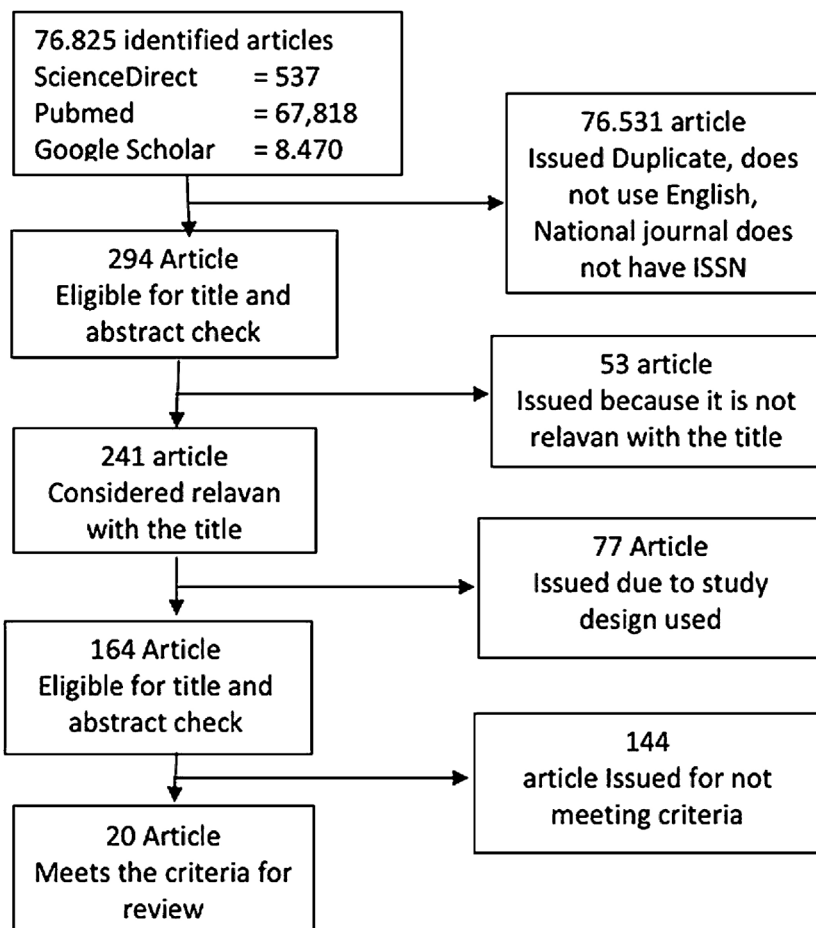 76.825 identified articles
ScienceDirect = 537
Pubmed = 67,818
Google Scholar = 8.470
76.531 article
Issued Duplicate, does
not use English,
National journal does
not have ISSN
294 Article
Eligible for title and
abstract check
53 article
Issued because it is not
relavan with the title
241 article
Considered relavan
with the title
77 Article
Issued due to study
design used
164 Article
Eligible for title and
abstract check
144
article Issued for not
meeting criteria
20 Article
Meets the criteria for
review